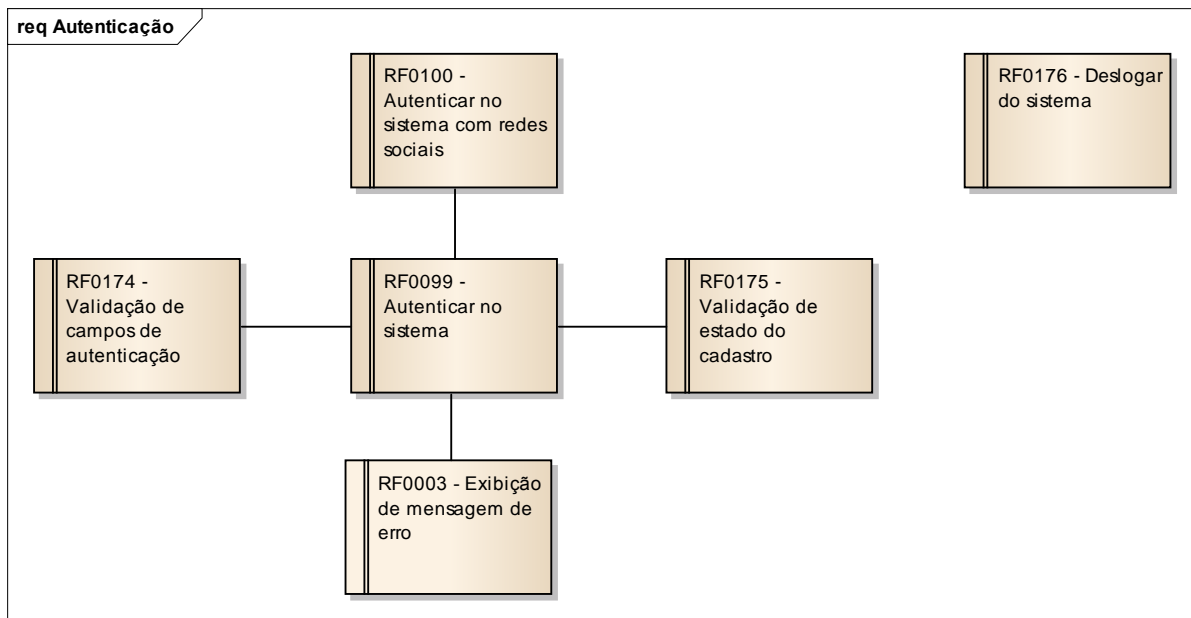 req Autenticação
RF0100 -
Autenticar no
sistema com redes
sociais
RF0176 - Deslogar
do sistema
RF0174 -
Validação de
campos de
autenticação
RF0099 -
Autenticar no
sistema
RF0175 -
Validação de
estado do
cadastro
RF0003 - Exibição
de mensagem de
erro